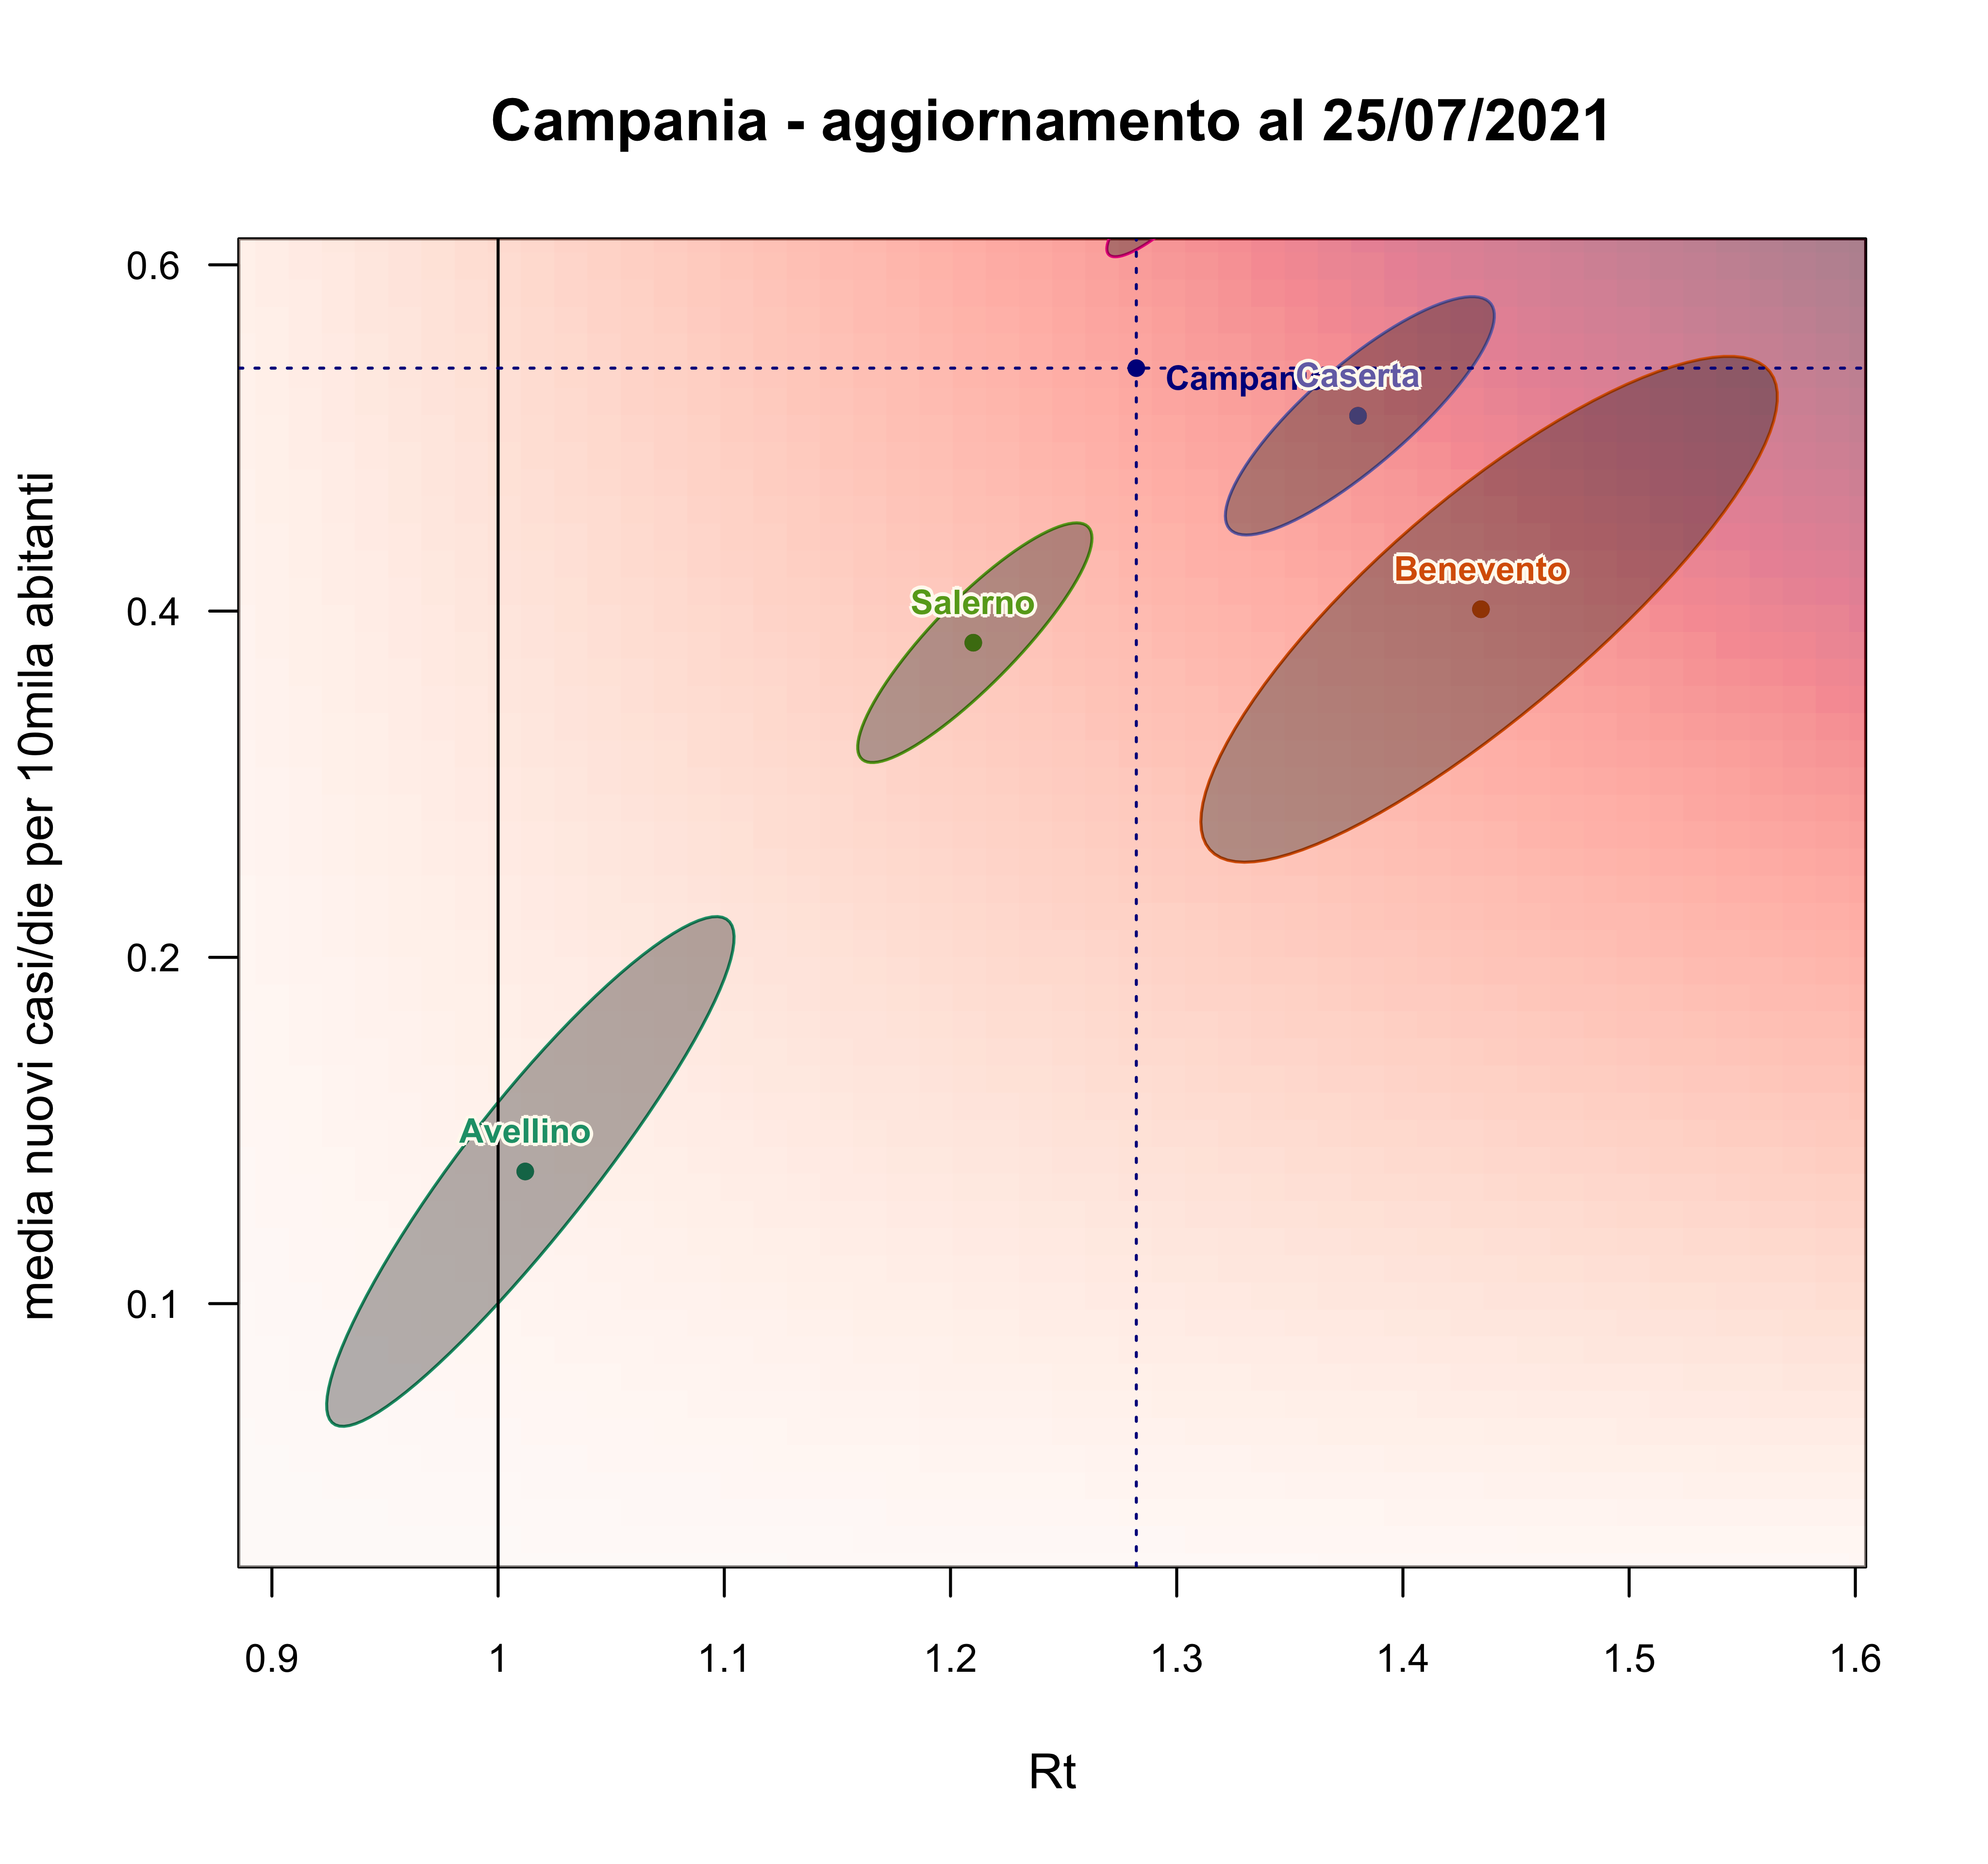 Campania - aggiornamento al 25/07/2021
media nuovi casi/die per 10mila abitanti
0.6
0.4
0.2
0.1
Caserta
Benevento
Salerno
Avellino
0.9 1 1.1 1.2 1.3 1.4 1.5 1.6
Rt